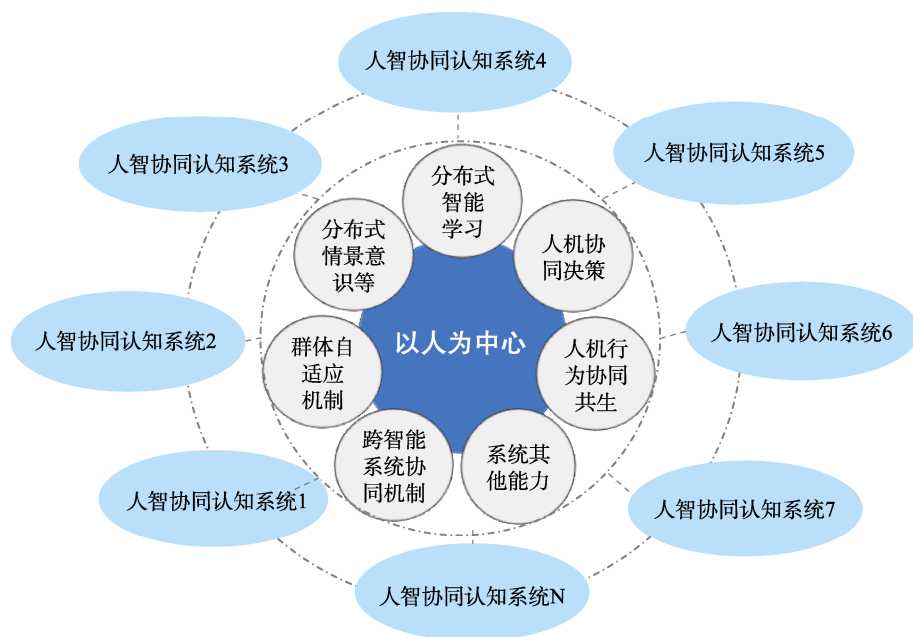 人智协同认知系统4
人智协同认知系统3
人智协同认知系统5
分布式
智能
学习
分布式
情景意
识等
人机协
同决策
人智协同认知系统2
以人为中心
人智协同认知系统6
群体自
适应
机制
人机行
为协同
共生
跨智能
系统协
同机制
系统其
他能力
人智协同认知系统1
人智协同认知系统7
人智协同认知系统N